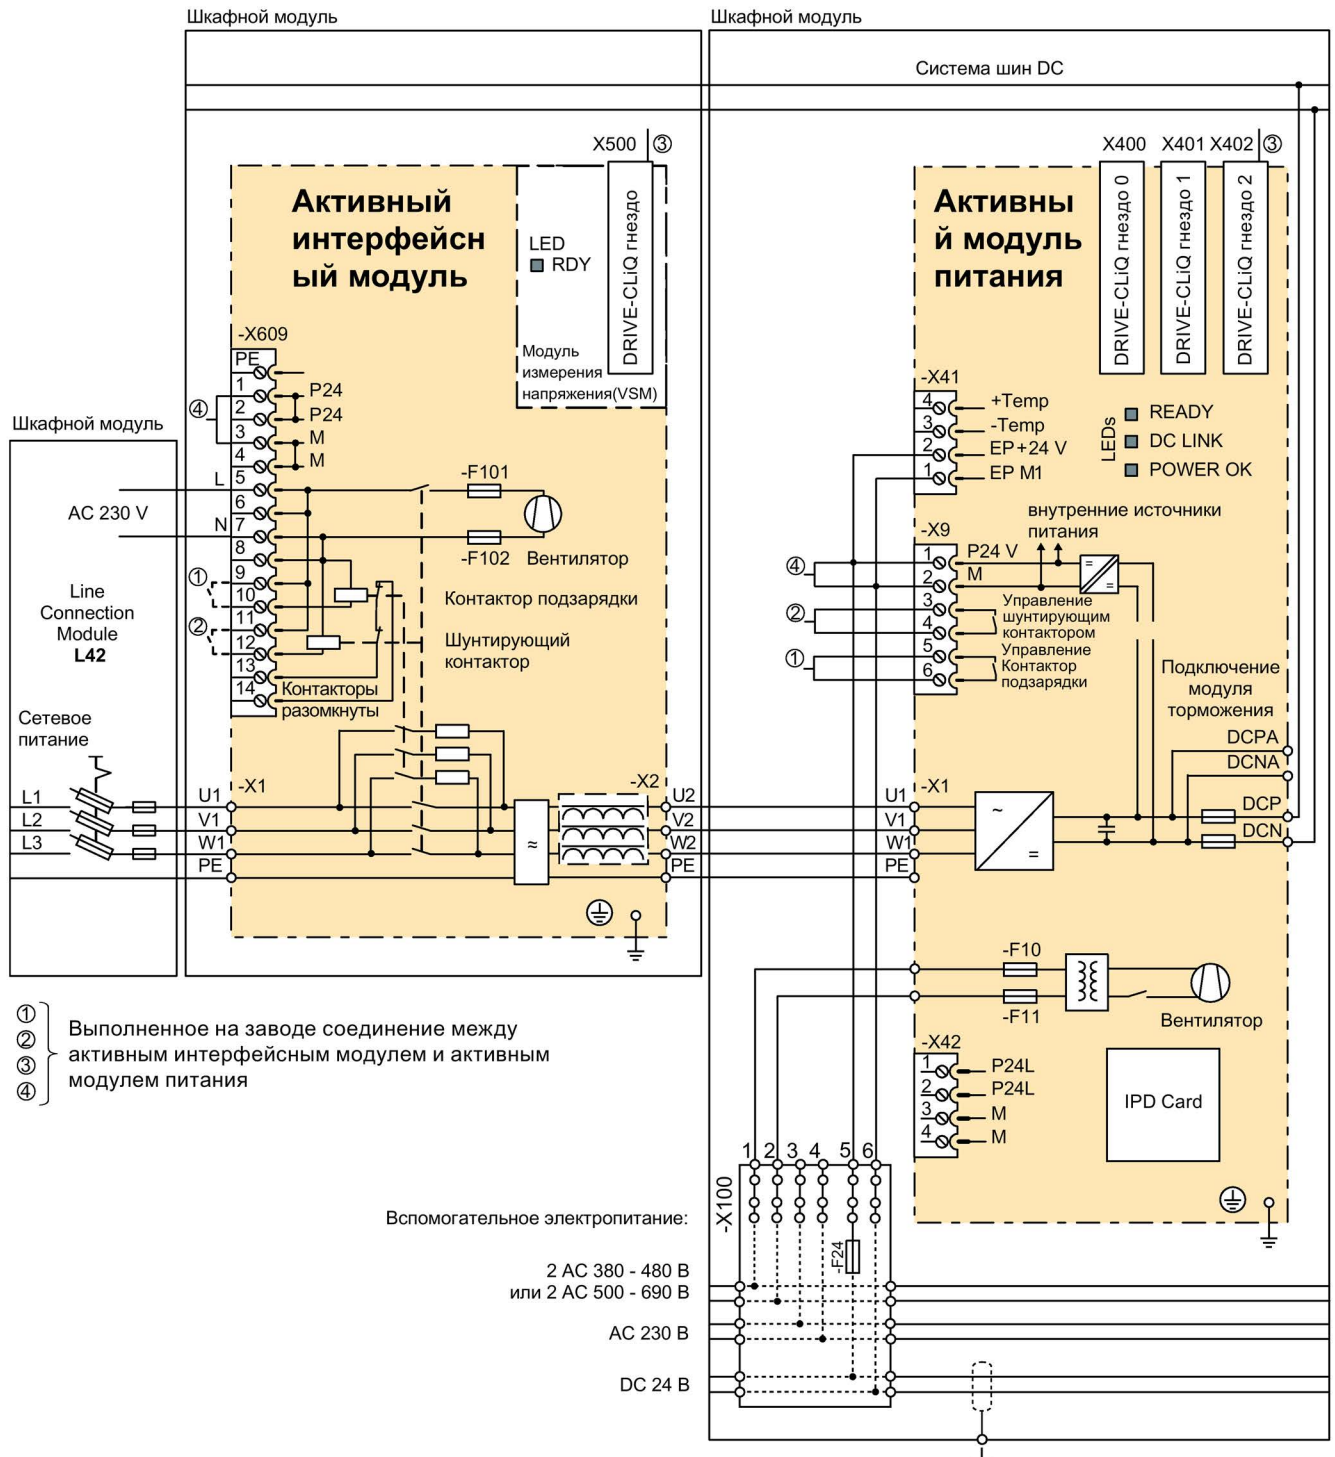 Шкафной модуль
Шкафной модуль
Система шин DC
X500 ③
X400 X401 X402 ③
Активный
интерфейсн
ый модуль
LED
RDY
DRIVE-CLiQ гнездо
Модуль
измерения
напряжения(VSM)
Активны
й модуль
питания
DRIVE-CLiQ гнездо 0
DRIVE-CLiQ гнездо 1
DRIVE-CLiQ гнездо 2
-X609
PE
1 P24
④
2 P24
3 M
4 M
L 5
6
N 7
8
① 9
10
11
② 12
13
14
Контакторы
разомкнуты
-F101
-F102
Вентилятор
Контактор подзарядки
Шунтирующий
контактор
-X41
4 +Temp
3 -Temp
2 EP+24 V
1 EP M1
LEDs
READY
DC LINK
POWER OK
внутренние источники
питания
-X9
1 P24 V
④
2 M
=
=
② 3
4
Управление
шунтирующим
контактором
① 5
6
Управление
Контактор
подзарядки
Подключение
модуля
торможения
DCPA
DCNA
DCP
DCN
Шкафной модуль
AC 230 V
Line
Connection
Module
L42
Сетевое
питание
L1
L2
L3
U1 -X1
V1
W1
PE
≈
-X2 U2
V2
W2
PE
U1 -X1
V1
W1
PE
~
=
-F10
-F11
Вентилятор
-X42
1 P24L
2 P24L
3 M
4 M
IPD Card
①
②
③
④
Выполненное на заводе соединение между
активным интерфейсным модулем и активным
модулем питания
1 2 3 4 5 6
-X100
-F24
Вспомогательное электропитание:
2 AC 380 - 480 В
или 2 AC 500 - 690 В
AC 230 В
DC 24 В